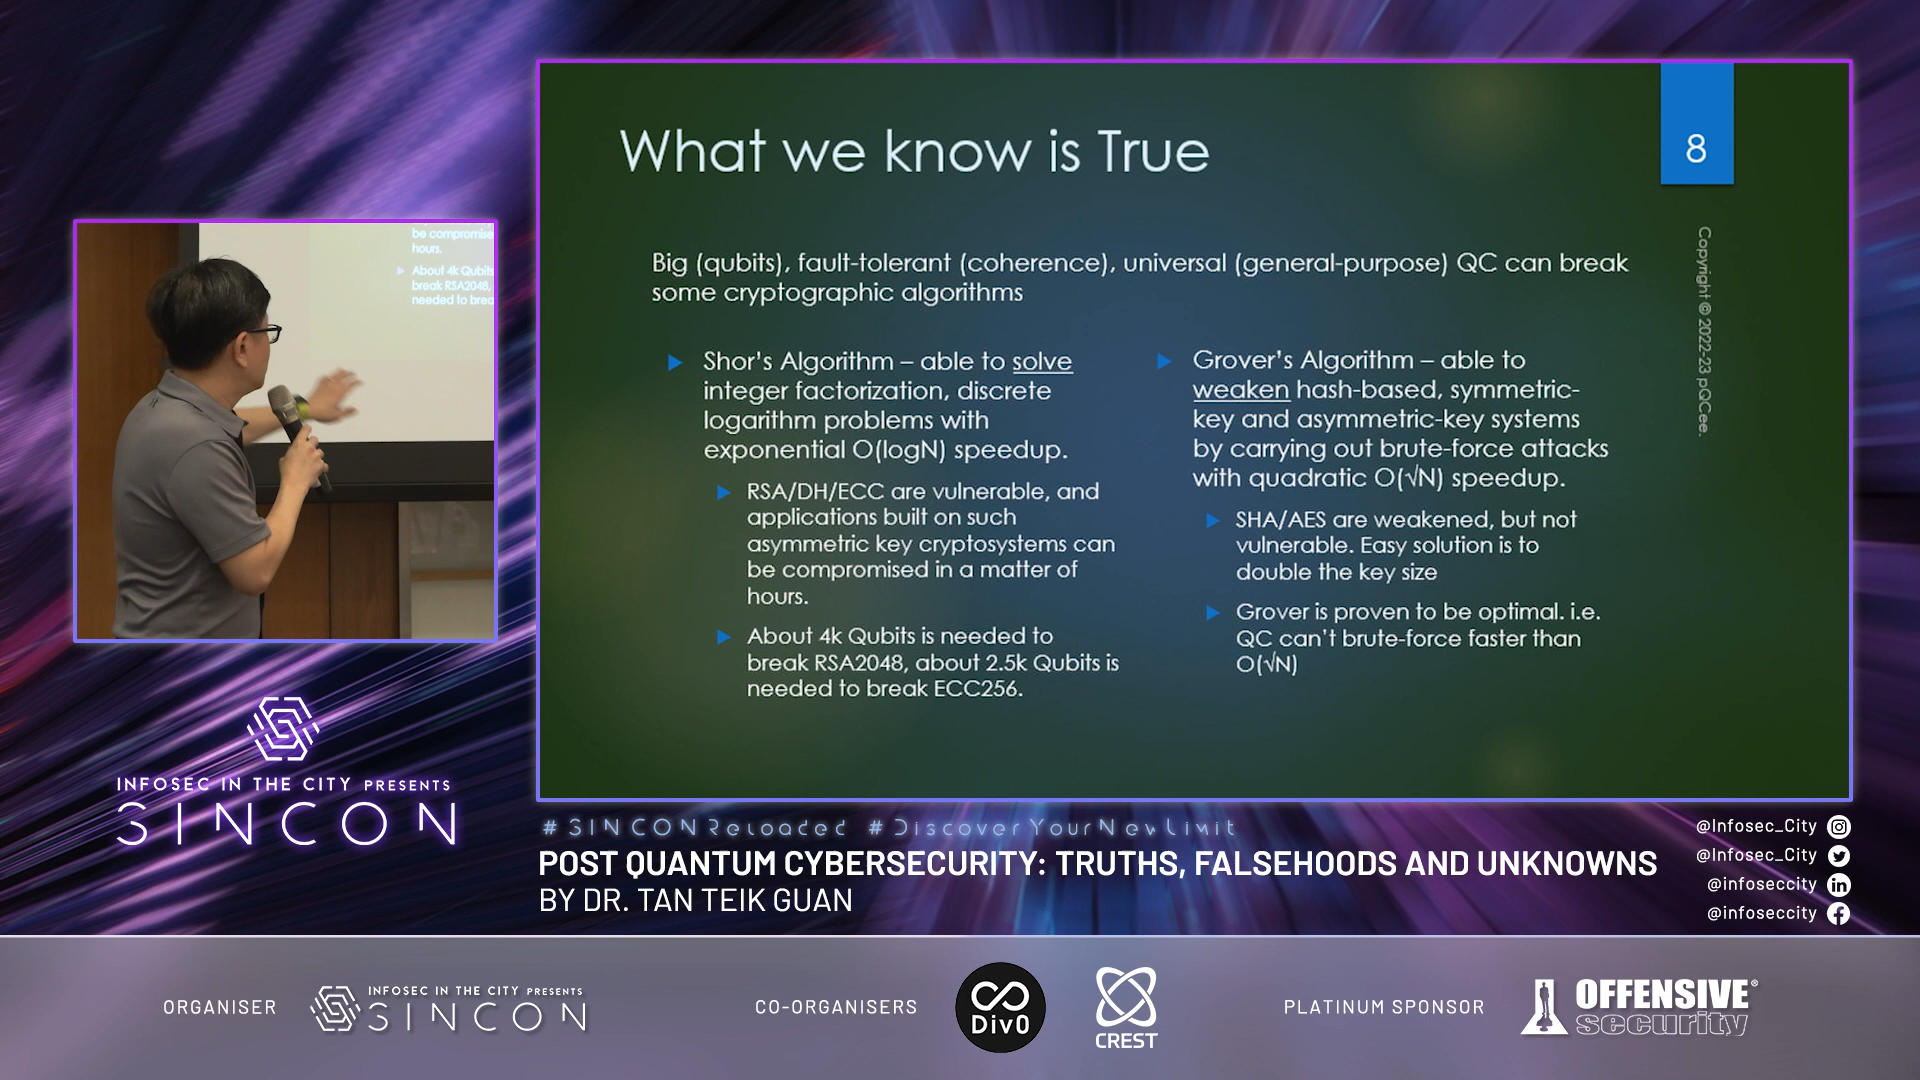 What we know is True
8
Big (qubits), fault-tolerant (coherence), universal (general-purpose) QC can break
some cryptographic algorithms
Shor's Algorithm – able to solve
integer factorization, discrete
logarithm problems with
exponential O(logN) speedup.
RSA/DH/ECC are vulnerable, and
applications built on such
asymmetric key cryptosystems can
be compromised in a matter of
hours.
About 4k Qubits is needed to
break RSA2048, about 2.5k Qubits is
needed to break ECC256.
Grover's Algorithm – able to
weaken hash-based, symmetric-
key and asymmetric-key systems
by carrying out brute-force attacks
with quadratic O(√N) speedup.
SHA/AES are weakened, but not
vulnerable. Easy solution is to
double the key size
Grover is proven to be optimal. i.e.
QC can't brute-force faster than
O(√N)
Copyright © 2022-23 pQCee.
be compromise
hours.
About 4k Qubits
break RSA2048,
needed to brea
INFOSEC IN THE CITY PRESENTS
SINCON
#SINCONReloaded #DiscoverYourNewLimit
POST QUANTUM CYBERSECURITY: TRUTHS, FALSEHOODS AND UNKNOWNS
BY DR. TAN TEIK GUAN
@Infosec_City
@Infosec_City
@infoseccity
@infoseccity
ORGANISER
INFOSEC IN THE CITY PRESENTS
SINCON
CO-ORGANISERS
Div0
CREST
PLATINUM SPONSOR
OFFENSIVE®
security